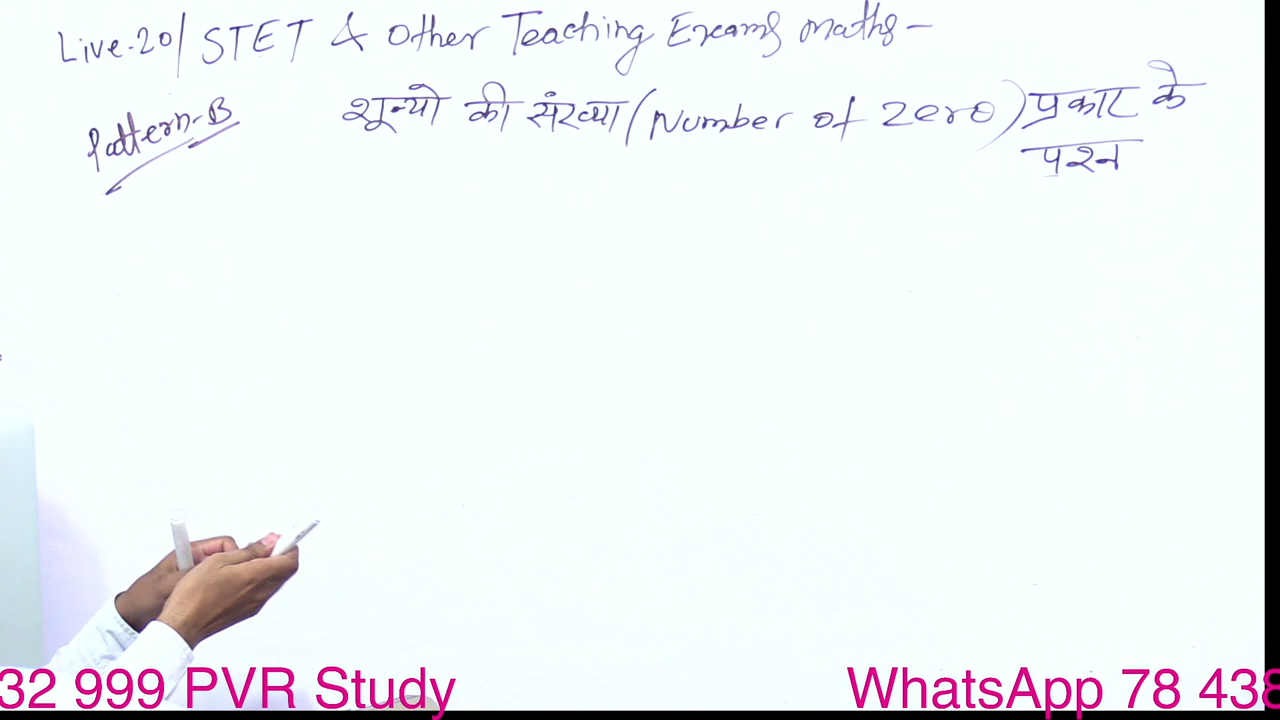 Live-20/ STET & Other Teaching Exams Maths -
Pattern-B
शून्यो की संख्या (Number of zero) प्रकार के
प्रश्न
32 999 PVR Study
WhatsApp 78 438